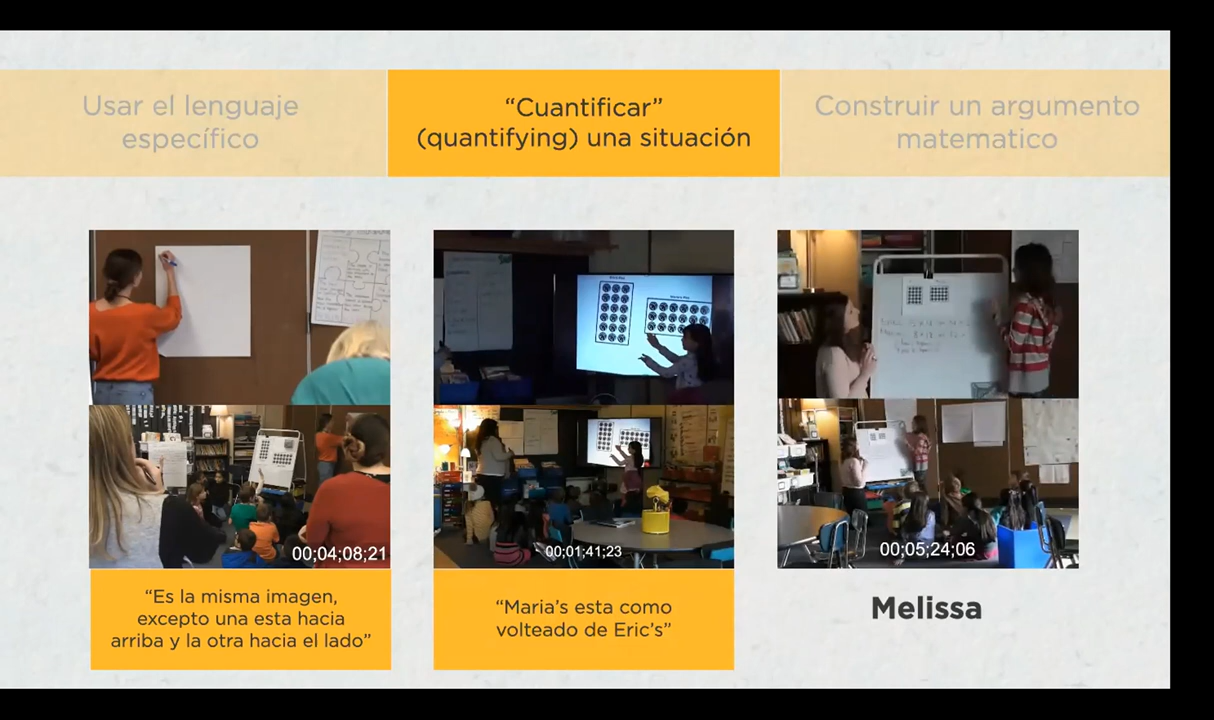 Usar el lenguaje
específico
“Cuantificar”
(quantifying) una situación
Construir un argumento
matematico
00;04;08;21
00;01;41;23
00;05;24;06
“Es la misma imagen,
excepto una esta hacia
arriba y la otra hacia el lado”
“Maria’s esta como
volteado de Eric’s”
Melissa